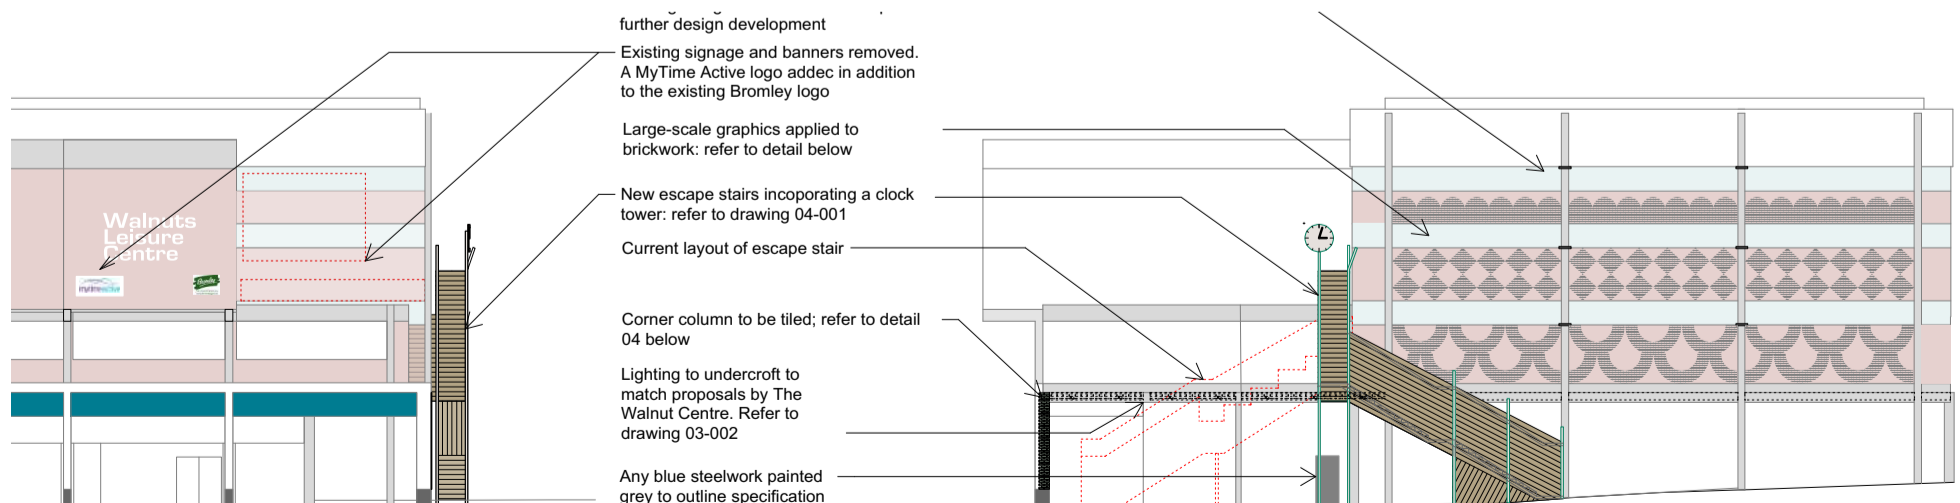 further design development
Existing signage and banners removed.
A MyTime Active logo addec in addition
to the existing Bromley logo
Large-scale graphics applied to
brickwork: refer to detail below
New escape stairs incoporating a clock
tower: refer to drawing 04-001
Current layout of escape stair
Corner column to be tiled; refer to detail
04 below
Lighting to undercroft to
match proposals by The
Walnut Centre. Refer to
drawing 03-002
Any blue steelwork painted
grey to outline specification
Walnuts
Leisure
Centre
mytimeactive